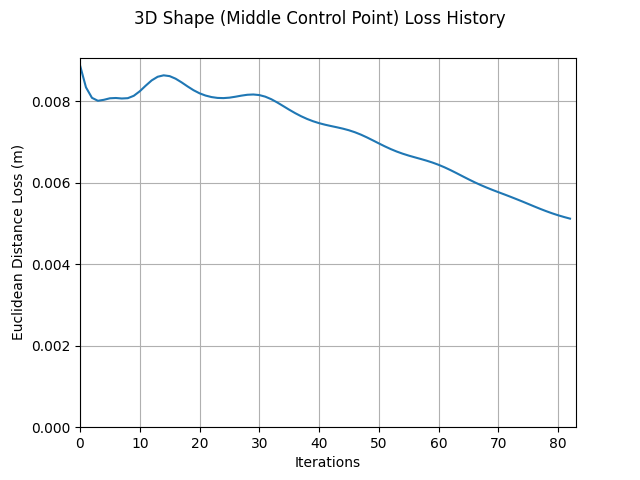 3D Shape (Middle Control Point) Loss History
Euclidean Distance Loss (m)
0.008
0.006
0.004
0.002
0.000
0 10 20 30 40 50 60 70 80
Iterations